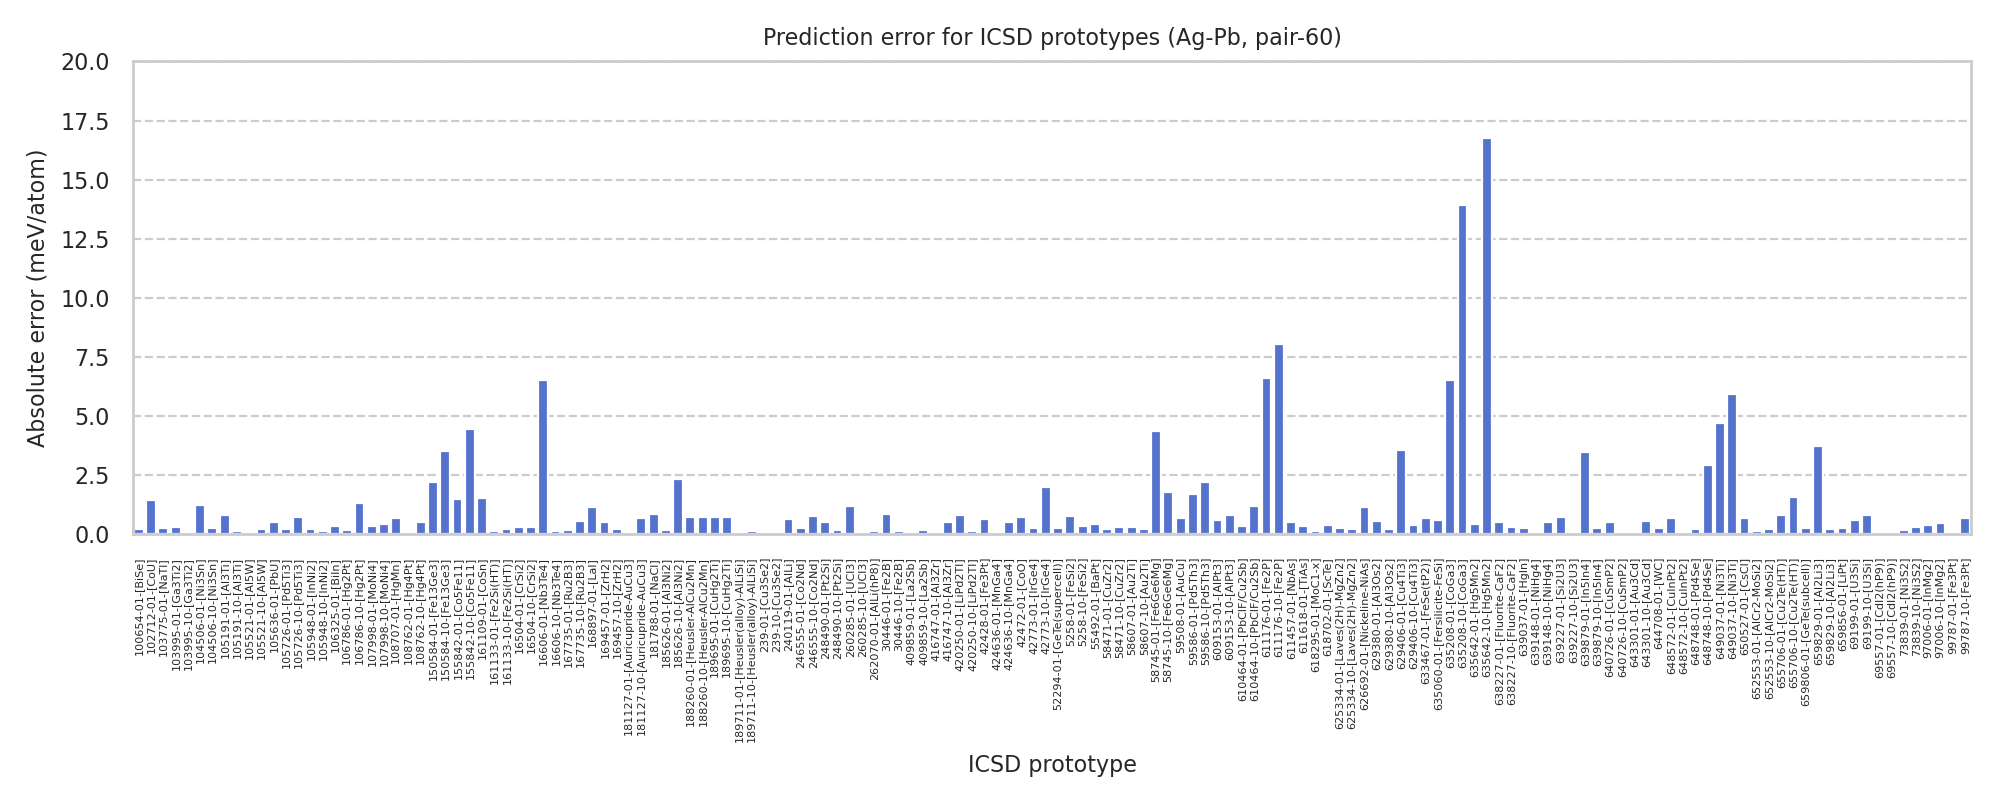 Prediction error for ICSD prototypes (Ag-Pb, pair-60)
Absolute error (meV/atom)
20.0
17.5
15.0
12.5
10.0
7.5
5.0
2.5
0.0
100654-01-[BiSe]
102712-01-[CoU]
103775-01-[NaTl]
103995-01-[Ga3Ti2]
103995-10-[Ga3Ti2]
104506-01-[Ni3Sn]
104506-10-[Ni3Sn]
105191-01-[Al3Ti]
105191-10-[Al3Ti]
105521-01-[Al5W]
105521-10-[Al5W]
105636-01-[PbU]
105726-01-[Pd5Ti3]
105726-10-[Pd5Ti3]
105948-01-[InNi2]
105948-10-[InNi2]
106325-01-[BiIn]
106786-01-[Hg2Pt]
106786-10-[Hg2Pt]
107998-01-[MoNi4]
107998-10-[MoNi4]
108707-01-[HgMn]
108762-01-[Hg4Pt]
108762-10-[Hg4Pt]
150584-01-[Fe13Ge3]
150584-10-[Fe13Ge3]
155842-01-[Co5Fe11]
155842-10-[Co5Fe11]
161109-01-[CoSn]
161133-01-[Fe2Si(HT)]
161133-10-[Fe2Si(HT)]
16504-01-[CrSi2]
16504-10-[CrSi2]
16606-01-[Nb3Te4]
16606-10-[Nb3Te4]
167735-01-[Ru2B3]
167735-10-[Ru2B3]
168897-01-[LaI]
169457-01-[ZrH2]
169457-10-[ZrH2]
181127-01-[Auricupride-AuCu3]
181127-10-[Auricupride-AuCu3]
181788-01-[NaCl]
185626-01-[Al3Ni2]
185626-10-[Al3Ni2]
188260-01-[Heusler-AlCu2Mn]
188260-10-[Heusler-AlCu2Mn]
189695-01-[CuHg2Ti]
189695-10-[CuHg2Ti]
189711-01-[Heusler(alloy)-AlLiSi]
189711-10-[Heusler(alloy)-AlLiSi]
239-01-[Cu3Se2]
239-10-[Cu3Se2]
240119-01-[AlLi]
246555-01-[Co2Nd]
246555-10-[Co2Nd]
248490-01-[Pt2Si]
248490-10-[Pt2Si]
260285-01-[UCl3]
260285-10-[UCl3]
262070-01-[AlLi(hP8)]
30446-01-[Fe2B]
30446-10-[Fe2B]
409859-01-[La2Sb]
409859-10-[La2Sb]
416747-01-[Al3Zr]
416747-10-[Al3Zr]
420250-01-[LiPd2Tl]
420250-10-[LiPd2Tl]
42428-01-[Fe3Pt]
424636-01-[MnGa4]
424636-10-[MnGa4]
42472-01-[CoO]
42773-01-[IrGe4]
42773-10-[IrGe4]
52294-01-[GeTe(supercell)]
5258-01-[FeSi2]
5258-10-[FeSi2]
55492-01-[BaPt]
58471-01-[CuZr2]
58471-10-[CuZr2]
58607-01-[Au2Ti]
58607-10-[Au2Ti]
58745-01-[Fe6Ge6Mg]
58745-10-[Fe6Ge6Mg]
59508-01-[AuCu]
59586-01-[Pd5Th3]
59586-10-[Pd5Th3]
609153-01-[AlPt3]
609153-10-[AlPt3]
610464-01-[PbClF/Cu2Sb]
610464-10-[PbClF/Cu2Sb]
611176-01-[Fe2P]
611176-10-[Fe2P]
611457-01-[NbAs]
611618-01-[TiAs]
618295-01-[MoC1-x]
618702-01-[ScTe]
625334-01-[Laves(2H)-MgZn2]
625334-10-[Laves(2H)-MgZn2]
626692-01-[Nickeline-NiAs]
629380-01-[Al3Os2]
629380-10-[Al3Os2]
629406-01-[Cu4Ti3]
629406-10-[Cu4Ti3]
633467-01-[FeSe(tP2)]
635060-01-[Fersilicite-FeSi]
635208-01-[CoGa3]
635208-10-[CoGa3]
635642-01-[Hg5Mn2]
635642-10-[Hg5Mn2]
638227-01-[Fluorite-CaF2]
638227-10-[Fluorite-CaF2]
639037-01-[HgIn]
639148-01-[NiHg4]
639148-10-[NiHg4]
639227-01-[Si2U3]
639227-10-[Si2U3]
639879-01-[In5In4]
639879-10-[In5In4]
640726-01-[CuSmP2]
640726-10-[CuSmP2]
643301-01-[Au3Cd]
643301-10-[Au3Cd]
644708-01-[WC]
648572-01-[CuInPt2]
648572-10-[CuInPt2]
648748-01-[Pd4Se]
648748-10-[Pd4Se]
649037-01-[Ni3Ti]
649037-10-[Ni3Ti]
650527-01-[CsCl]
652553-01-[AlCr2-MoSi2]
652553-10-[AlCr2-MoSi2]
655706-01-[Cu2Te(HT)]
655706-10-[Cu2Te(HT)]
659806-01-[GeTe(subcell)]
659829-01-[Al2Li3]
659829-10-[Al2Li3]
659856-01-[LiPt]
69199-01-[U3Si]
69199-10-[U3Si]
69557-01-[CdI2(hP9)]
69557-10-[CdI2(hP9)]
73839-01-[Ni3S2]
73839-10-[Ni3S2]
97006-01-[InMg2]
97006-10-[InMg2]
99787-01-[Fe3Pt]
99787-10-[Fe3Pt]
ICSD prototype